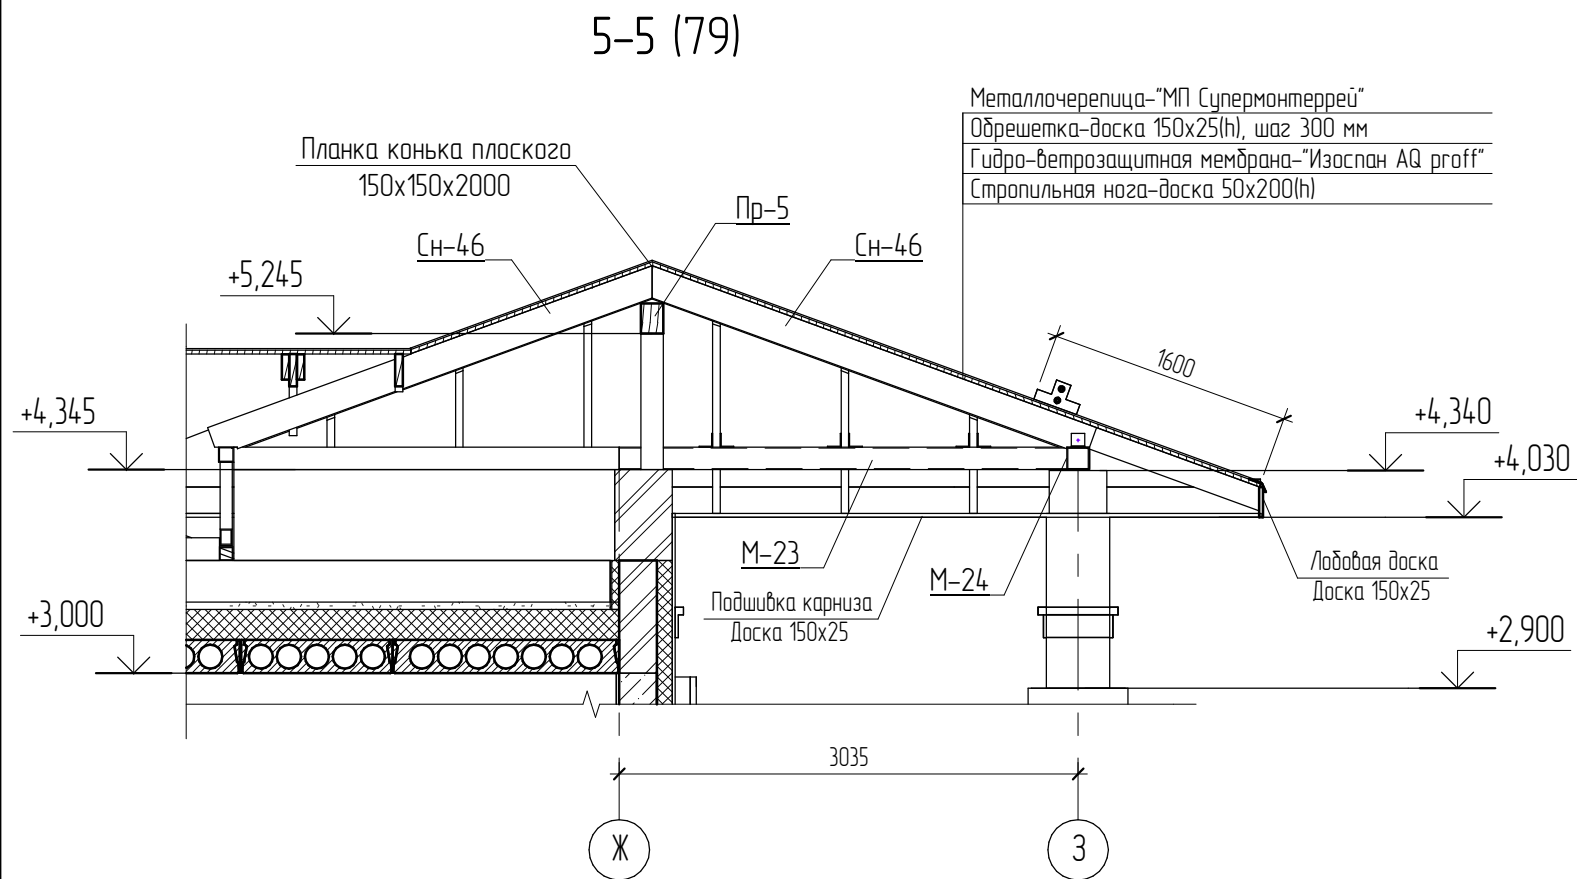 5-5 (79)
Металлочерепица-"МП Супермонтеррей"
Обрешетка-доска 150х25(h), шаг 300 мм
Гидро-ветрозащитная мембрана-"Изоспан AQ proff"
Стропильная нога-доска 50х200(h)
Планка конька плоского
150х150х2000
Пр-5
Сн-46
Сн-46
+5,245
1600
+4,345
+4,340
+4,030
М-23
М-24
Лобовая доска
Доска 150х25
Подшивка карниза
Доска 150х25
+3,000
+2,900
3035
Ж
З